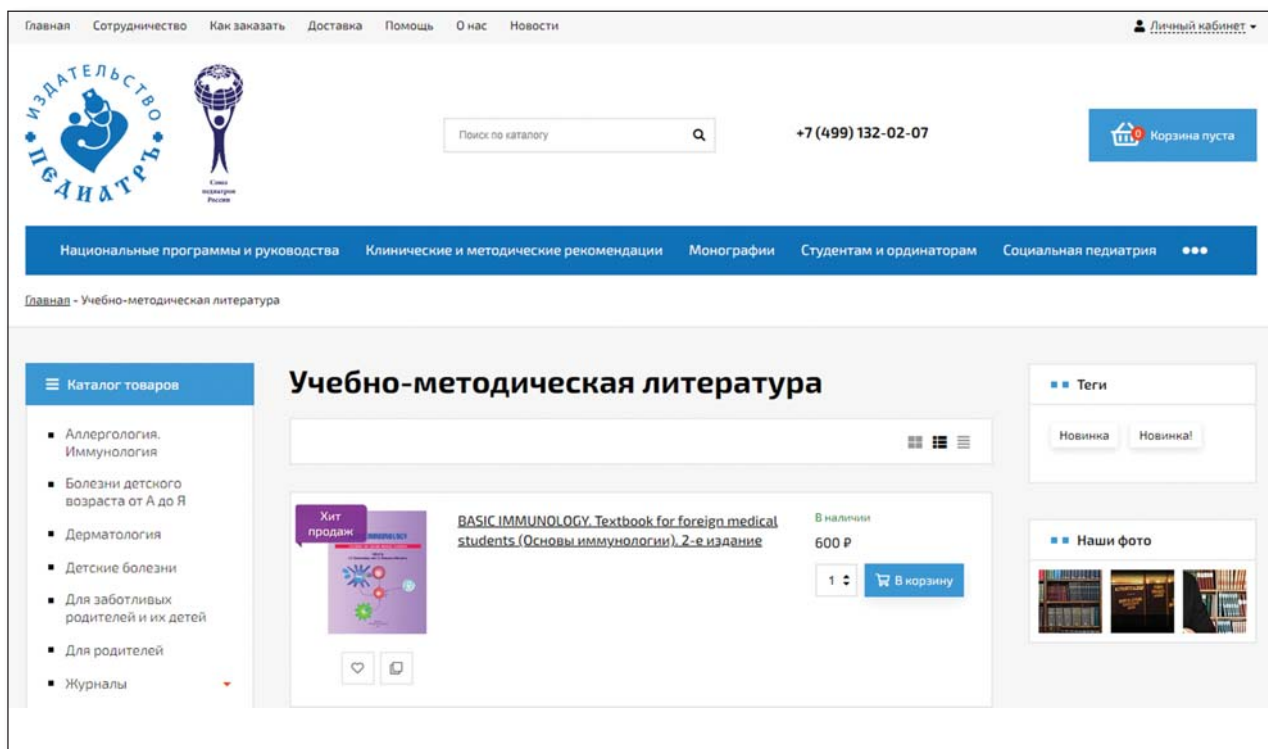 Главная Сотрудничество Как заказать Доставка Помощь О нас Новости Личный кабинет
ИЗДАТЕЛЬСТВО
ПЕДИАТРЪ
Союз
педиатров
России
Поиск по каталогу
+7 (499) 132-02-07
0 Корзина пуста
Национальные программы и руководства Клинические и методические рекомендации Монографии Студентам и ординаторам Социальная педиатрия •••
Главная - Учебно-методическая литература
Каталог товаров
Аллергология.
Иммунология
Болезни детского
возраста от А до Я
Дерматология
Детские болезни
Для заботливых
родителей и их детей
Для родителей
Журналы
Учебно-методическая литература
Хит
продаж
BASIC IMMUNOLOGY. Textbook for foreign medical
students (Основы иммунологии). 2-е издание
В наличии
600 ₽
1 В корзину
Теги
Новинка Новинка!
Наши фото